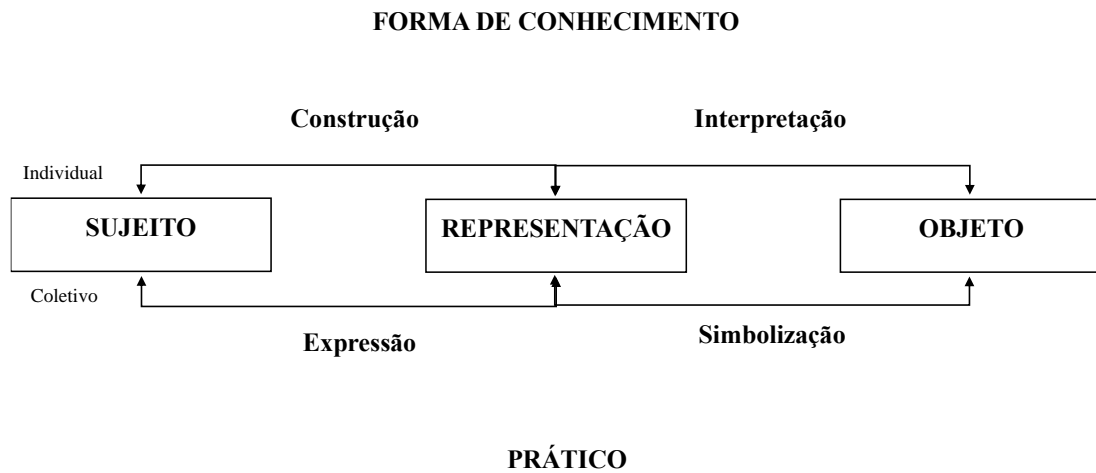 FORMA DE CONHECIMENTO
Construção
Interpretação
Individual
SUJEITO
REPRESENTAÇÃO
OBJETO
Coletivo
Expressão
Simbolização
PRÁTICO